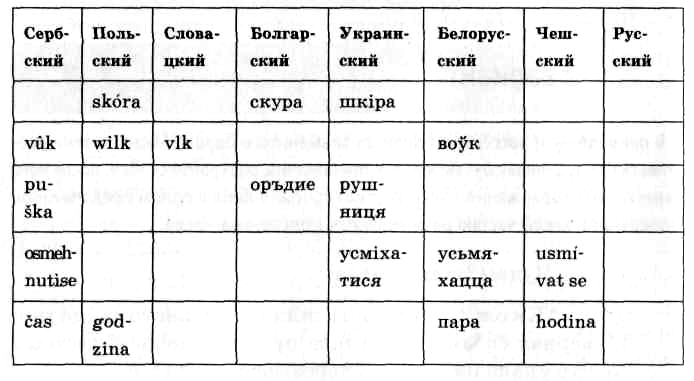 Серб- Поль- Слова- Болгар- Украин- Белорус- Чеш- Рус-
ский ский цкий ский ский ский ский ский
skóra скура шкіра
vûk wilk vlk воўк
pu- оръдие руш-
ška ниця
osmeh- усміха- усьмя- usmí-
nutise тися хацца vat se
čas god- пара hodina
zina